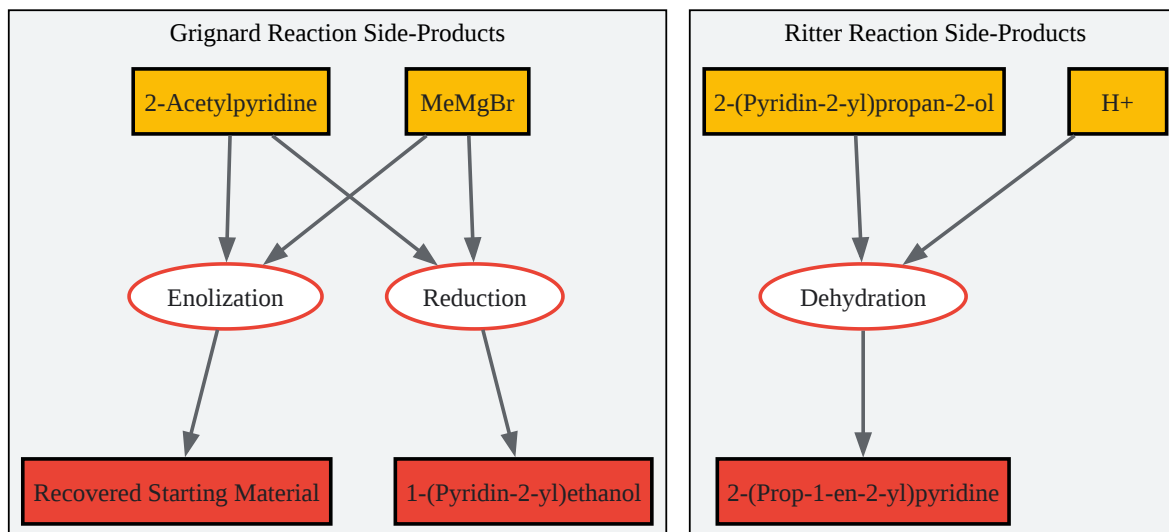 Grignard Reaction Side-Products
2-Acetylpyridine
MeMgBr
Enolization
Reduction
Recovered Starting Material
1-(Pyridin-2-yl)ethanol
Ritter Reaction Side-Products
2-(Pyridin-2-yl)propan-2-ol
H+
Dehydration
2-(Prop-1-en-2-yl)pyridine